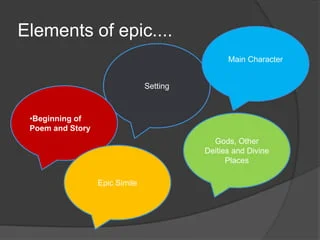 Elements of epic....
Main Character
Setting
•Beginning of
Poem and Story
Gods, Other
Deities and Divine
Places
Epic Simile